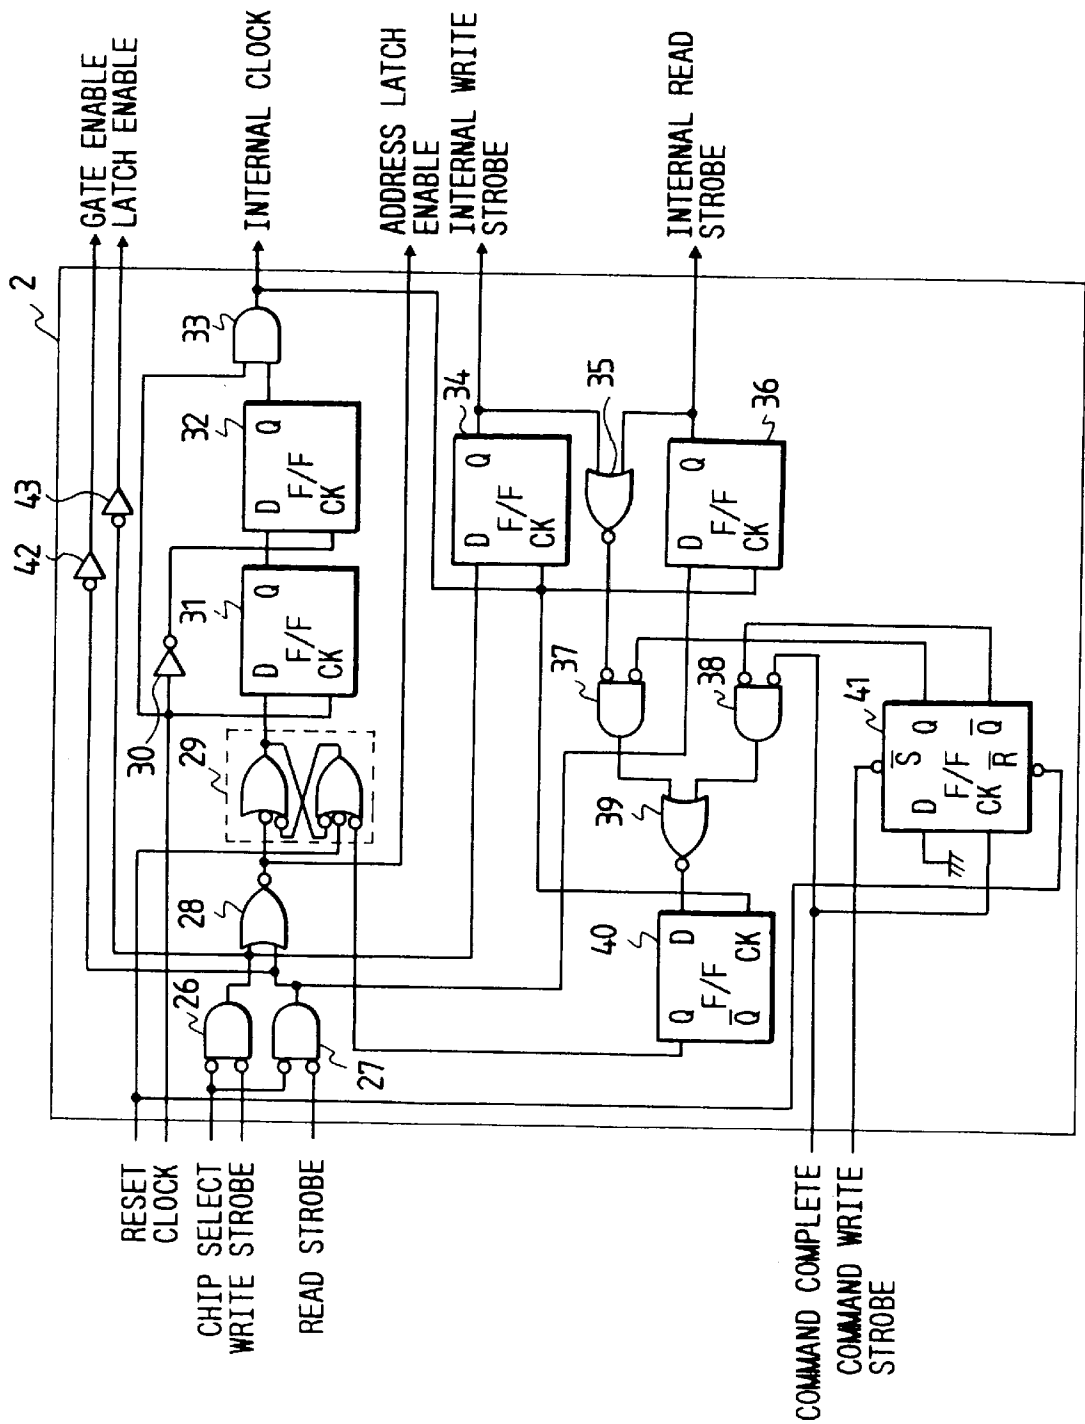 2
GATE ENABLE
LATCH ENABLE
INTERNAL CLOCK
ADDRESS LATCH
ENABLE
INTERNAL WRITE
STROBE
INTERNAL READ
STROBE
RESET
CLOCK
CHIP SELECT
WRITE STROBE
READ STROBE
COMMAND COMPLETE
COMMAND WRITE
STROBE
42
43
30
29
31
D
Q
F/F
CK
32
D
Q
F/F
CK
33
26
27
28
34
D
Q
F/F
CK
35
36
D
Q
F/F
CK
37
38
39
40
Q
D
F/F
Q̅
CK
41
S̅
D
Q
F/F
CK
Q̅
R̅